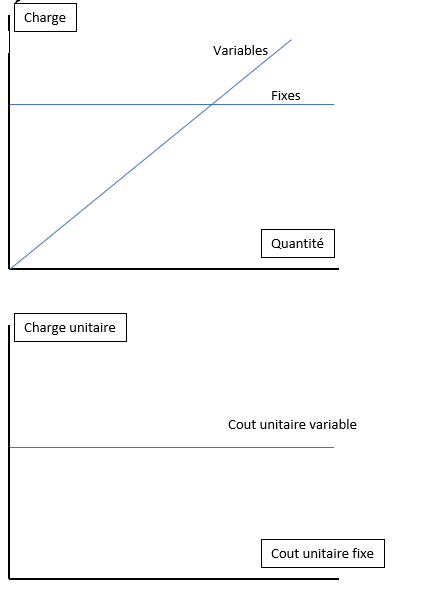 Charge
Variables
Fixes
Quantité
Charge unitaire
Cout unitaire variable
Cout unitaire fixe